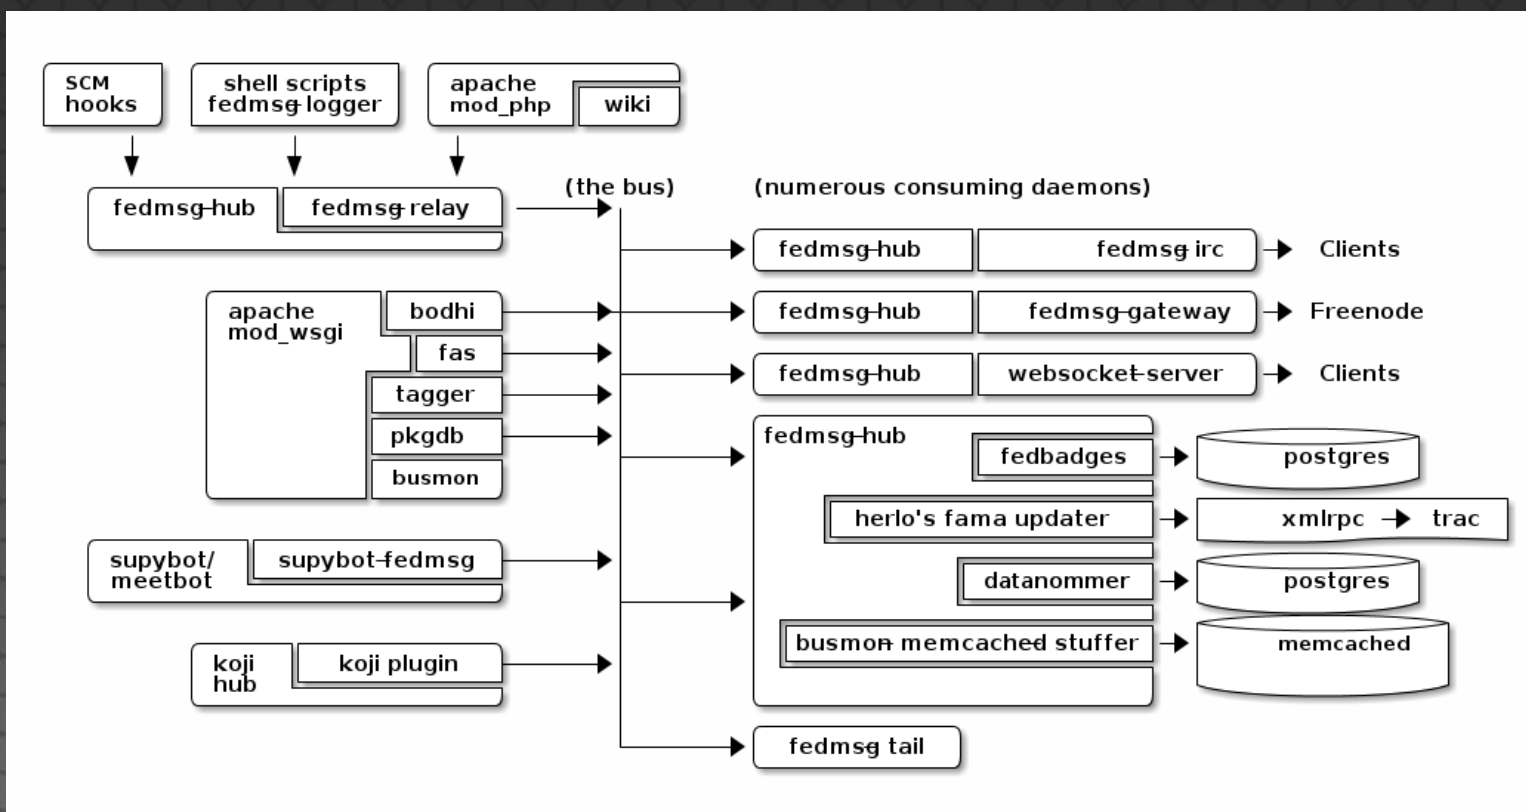 SCM
hooks
shell scripts
fedmsg-logger
apache
mod_php
wiki
fedmsg-hub
fedmsg-relay
(the bus)
(numerous consuming daemons)
fedmsg-hub
fedmsg-irc
Clients
apache
mod_wsgi
bodhi
fedmsg-hub
fedmsg-gateway
Freenode
fas
fedmsg-hub
websocket-server
Clients
tagger
pkgdb
busmon
fedmsg-hub
fedbadges
postgres
herlo's fama updater
xmlrpc
trac
supybot/
meetbot
supybot-fedmsg
datanommer
postgres
busmon-memcached-stuffer
memcached
koji
hub
koji plugin
fedmsg-tail